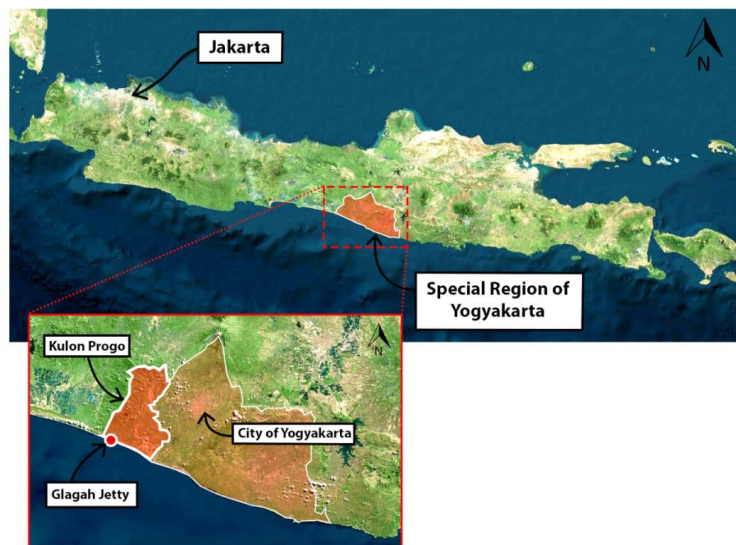 Jakarta
N
Special Region of
Yogyakarta
Kulon Progo
N
City of Yogyakarta
Glagah Jetty